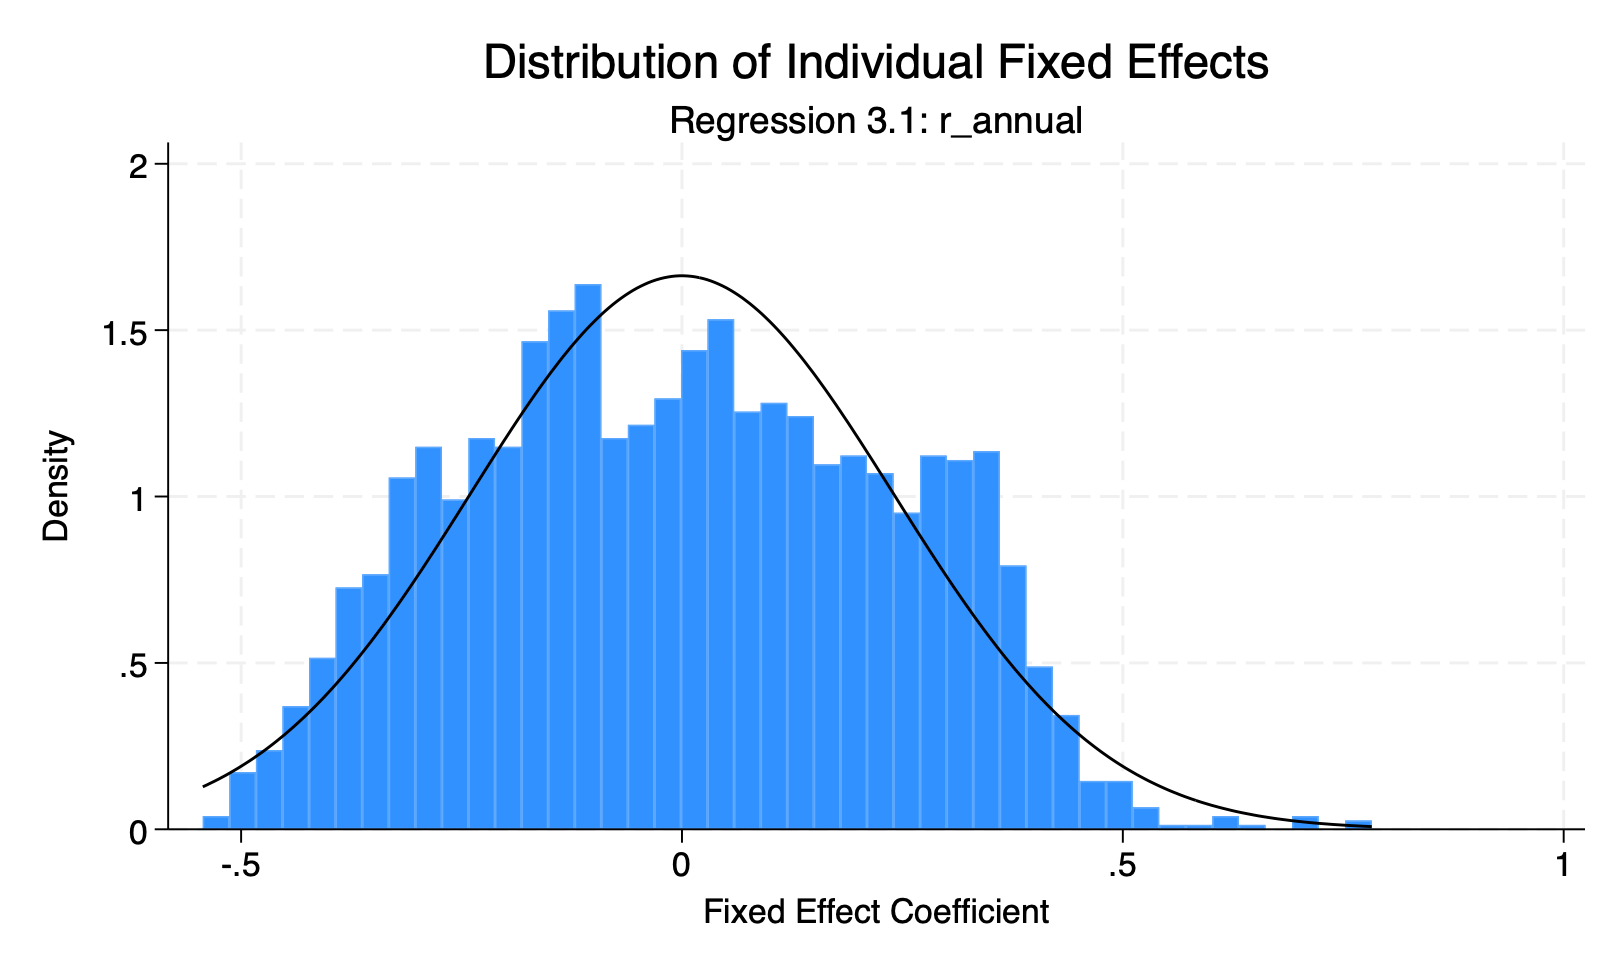 Distribution of Individual Fixed Effects
Regression 3.1: r_annual
2
1.5
1
.5
0
Density
-.5
0
.5
1
Fixed Effect Coefficient